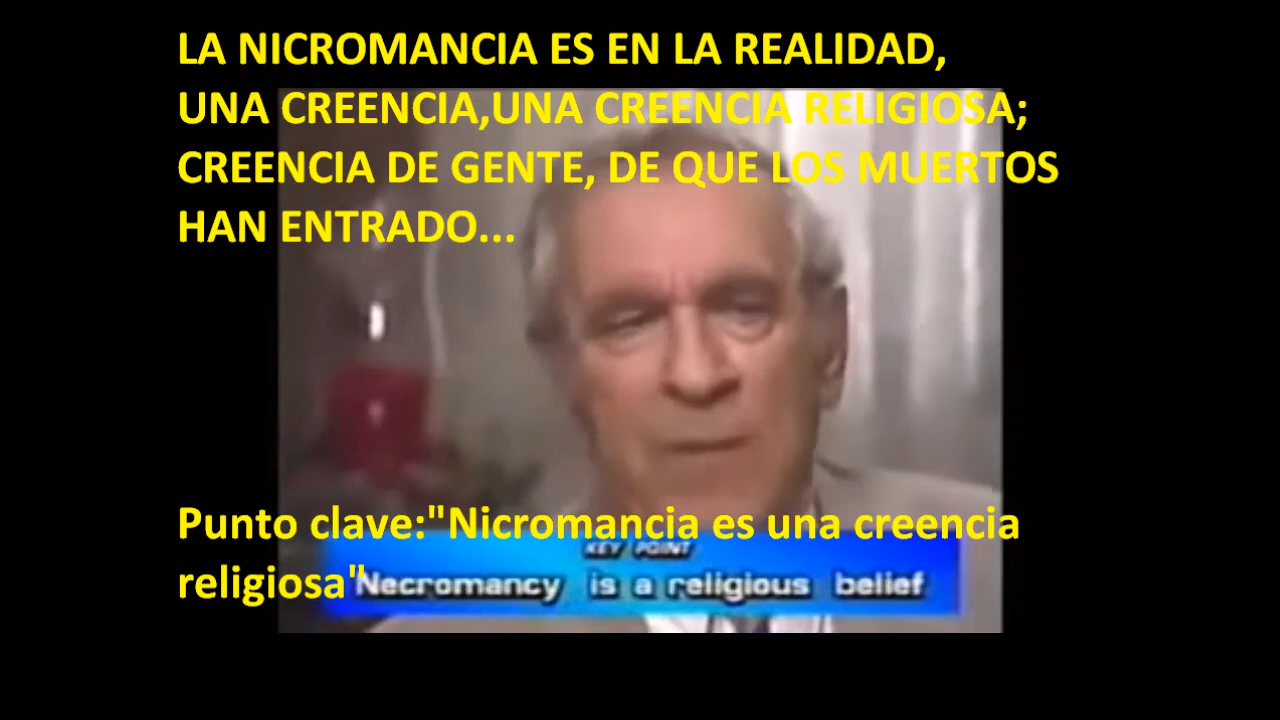 LA NICROMANCIA ES EN LA REALIDAD,
UNA CREENCIA,UNA CREENCIA RELIGIOSA;
CREENCIA DE GENTE, DE QUE LOS MUERTOS
HAN ENTRADO...
Punto clave:"Nicromancia es una creencia
religiosa"
KEY POINT
Necromancy is a religious belief